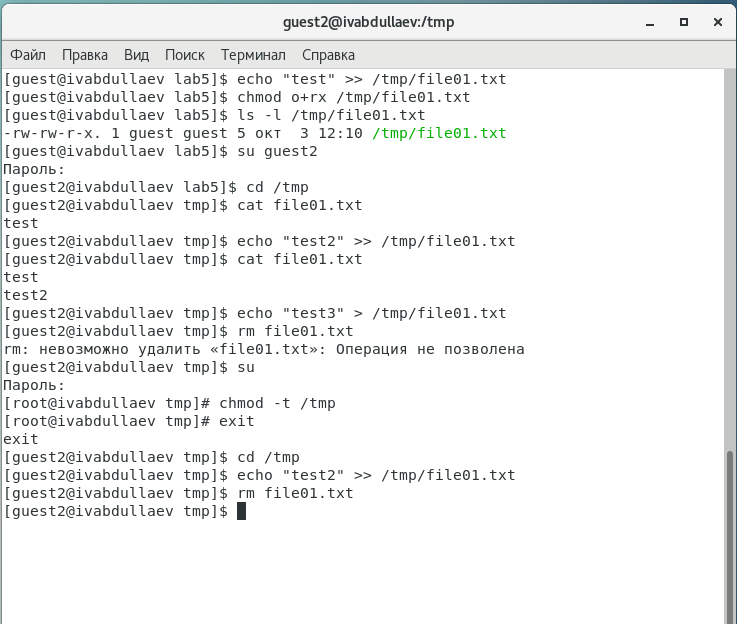 guest2@ivabdullaev:/tmp
Файл Правка Вид Поиск Терминал Справка
[guest@ivabdullaev lab5]$ echo "test" >> /tmp/file01.txt
[guest@ivabdullaev lab5]$ chmod o+rx /tmp/file01.txt
[guest@ivabdullaev lab5]$ ls -l /tmp/file01.txt
-rw-rw-r-x. 1 guest guest 5 окт  3 12:10 /tmp/file01.txt
[guest@ivabdullaev lab5]$ su guest2
Пароль:
[guest2@ivabdullaev lab5]$ cd /tmp
[guest2@ivabdullaev tmp]$ cat file01.txt
test
[guest2@ivabdullaev tmp]$ echo "test2" >> /tmp/file01.txt
[guest2@ivabdullaev tmp]$ cat file01.txt
test
test2
[guest2@ivabdullaev tmp]$ echo "test3" > /tmp/file01.txt
[guest2@ivabdullaev tmp]$ rm file01.txt
rm: невозможно удалить «file01.txt»: Операция не позволена
[guest2@ivabdullaev tmp]$ su
Пароль:
[root@ivabdullaev tmp]# chmod -t /tmp
[root@ivabdullaev tmp]# exit
exit
[guest2@ivabdullaev tmp]$ cd /tmp
[guest2@ivabdullaev tmp]$ echo "test2" >> /tmp/file01.txt
[guest2@ivabdullaev tmp]$ rm file01.txt
[guest2@ivabdullaev tmp]$